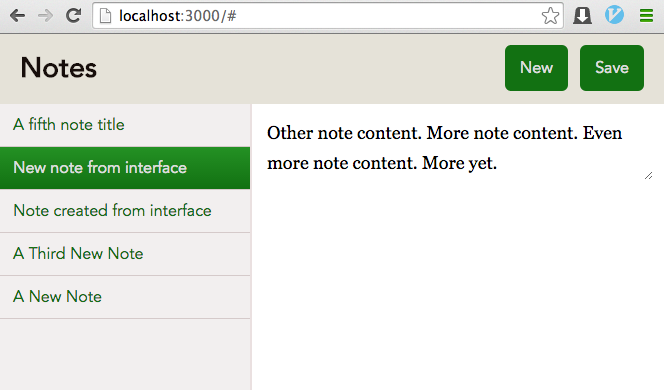 localhost:3000/#
Notes
New
Save
A fifth note title
New note from interface
Note created from interface
A Third New Note
A New Note
Other note content. More note content. Even
more note content. More yet.